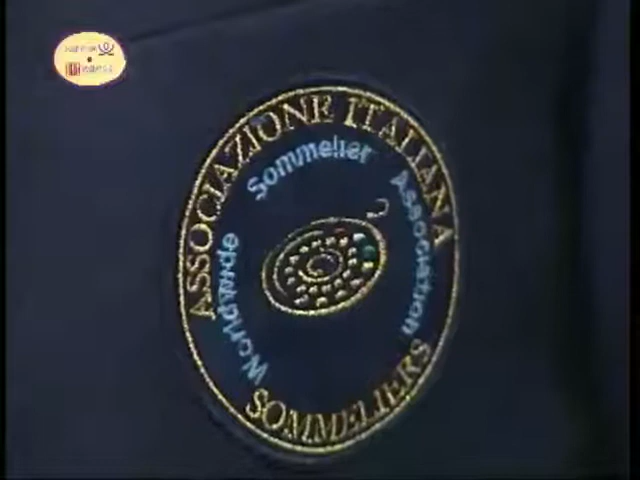 ASSOCIAZIONE ITALIANA
SOMMELIERS
Worldwide Sommelier Association